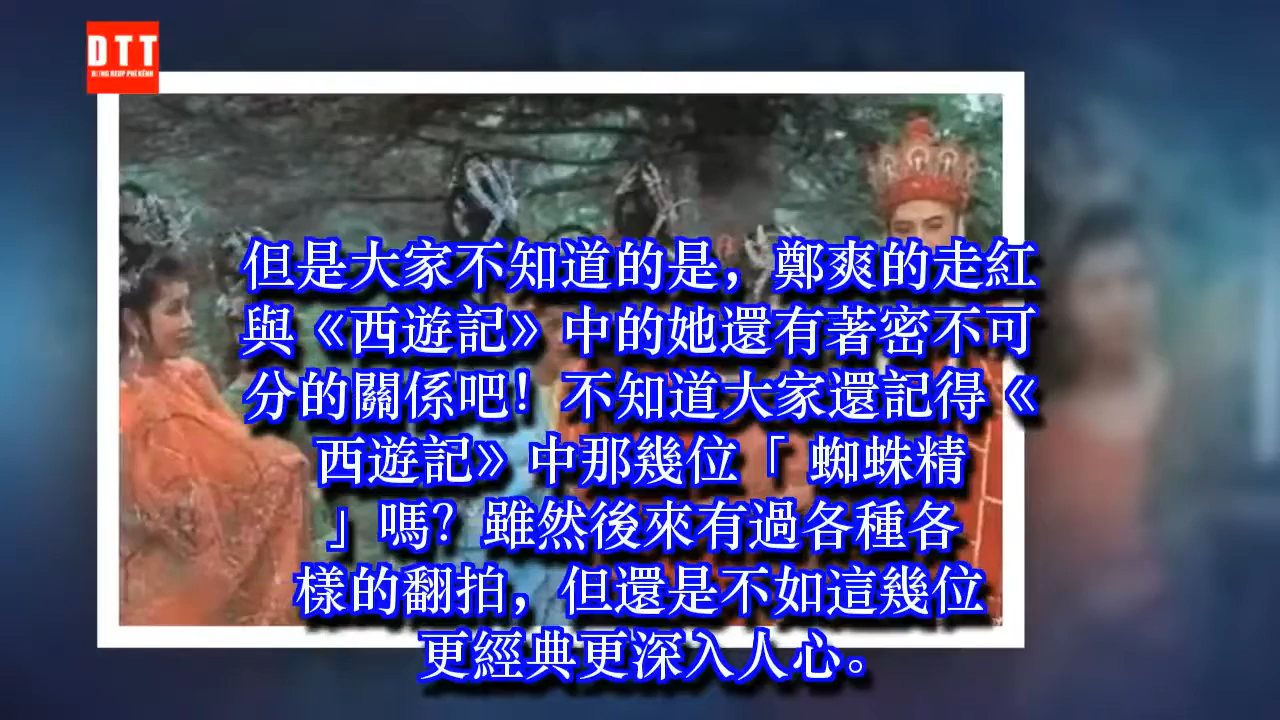 DTT
ĐỪNG REUP PHÍ KÊNH
但是大家不知道的是，鄭爽的走紅
與《西遊記》中的她還有著密不可
分的關係吧！不知道大家還記得《
西遊記》中那幾位「 蜘蛛精
」嗎？雖然後來有過各種各
樣的翻拍，但還是不如這幾位
更經典更深入人心。